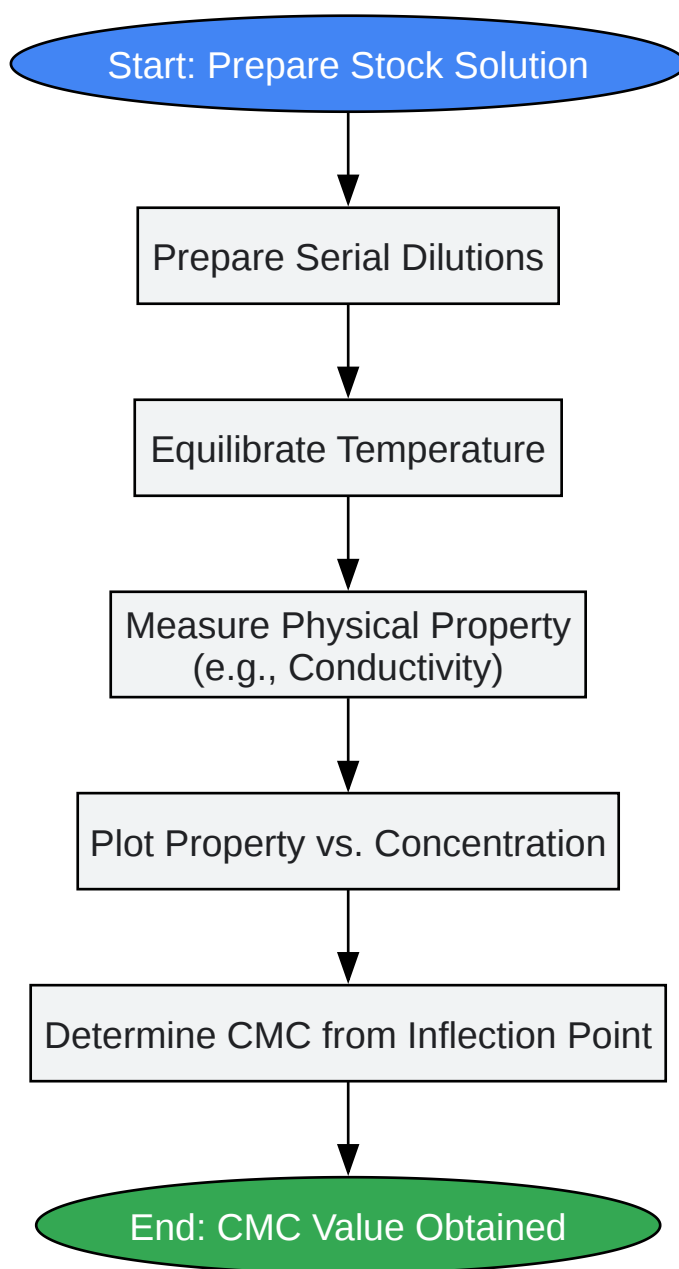 Start: Prepare Stock Solution
Prepare Serial Dilutions
Equilibrate Temperature
Measure Physical Property
(e.g., Conductivity)
Plot Property vs. Concentration
Determine CMC from Inflection Point
End: CMC Value Obtained